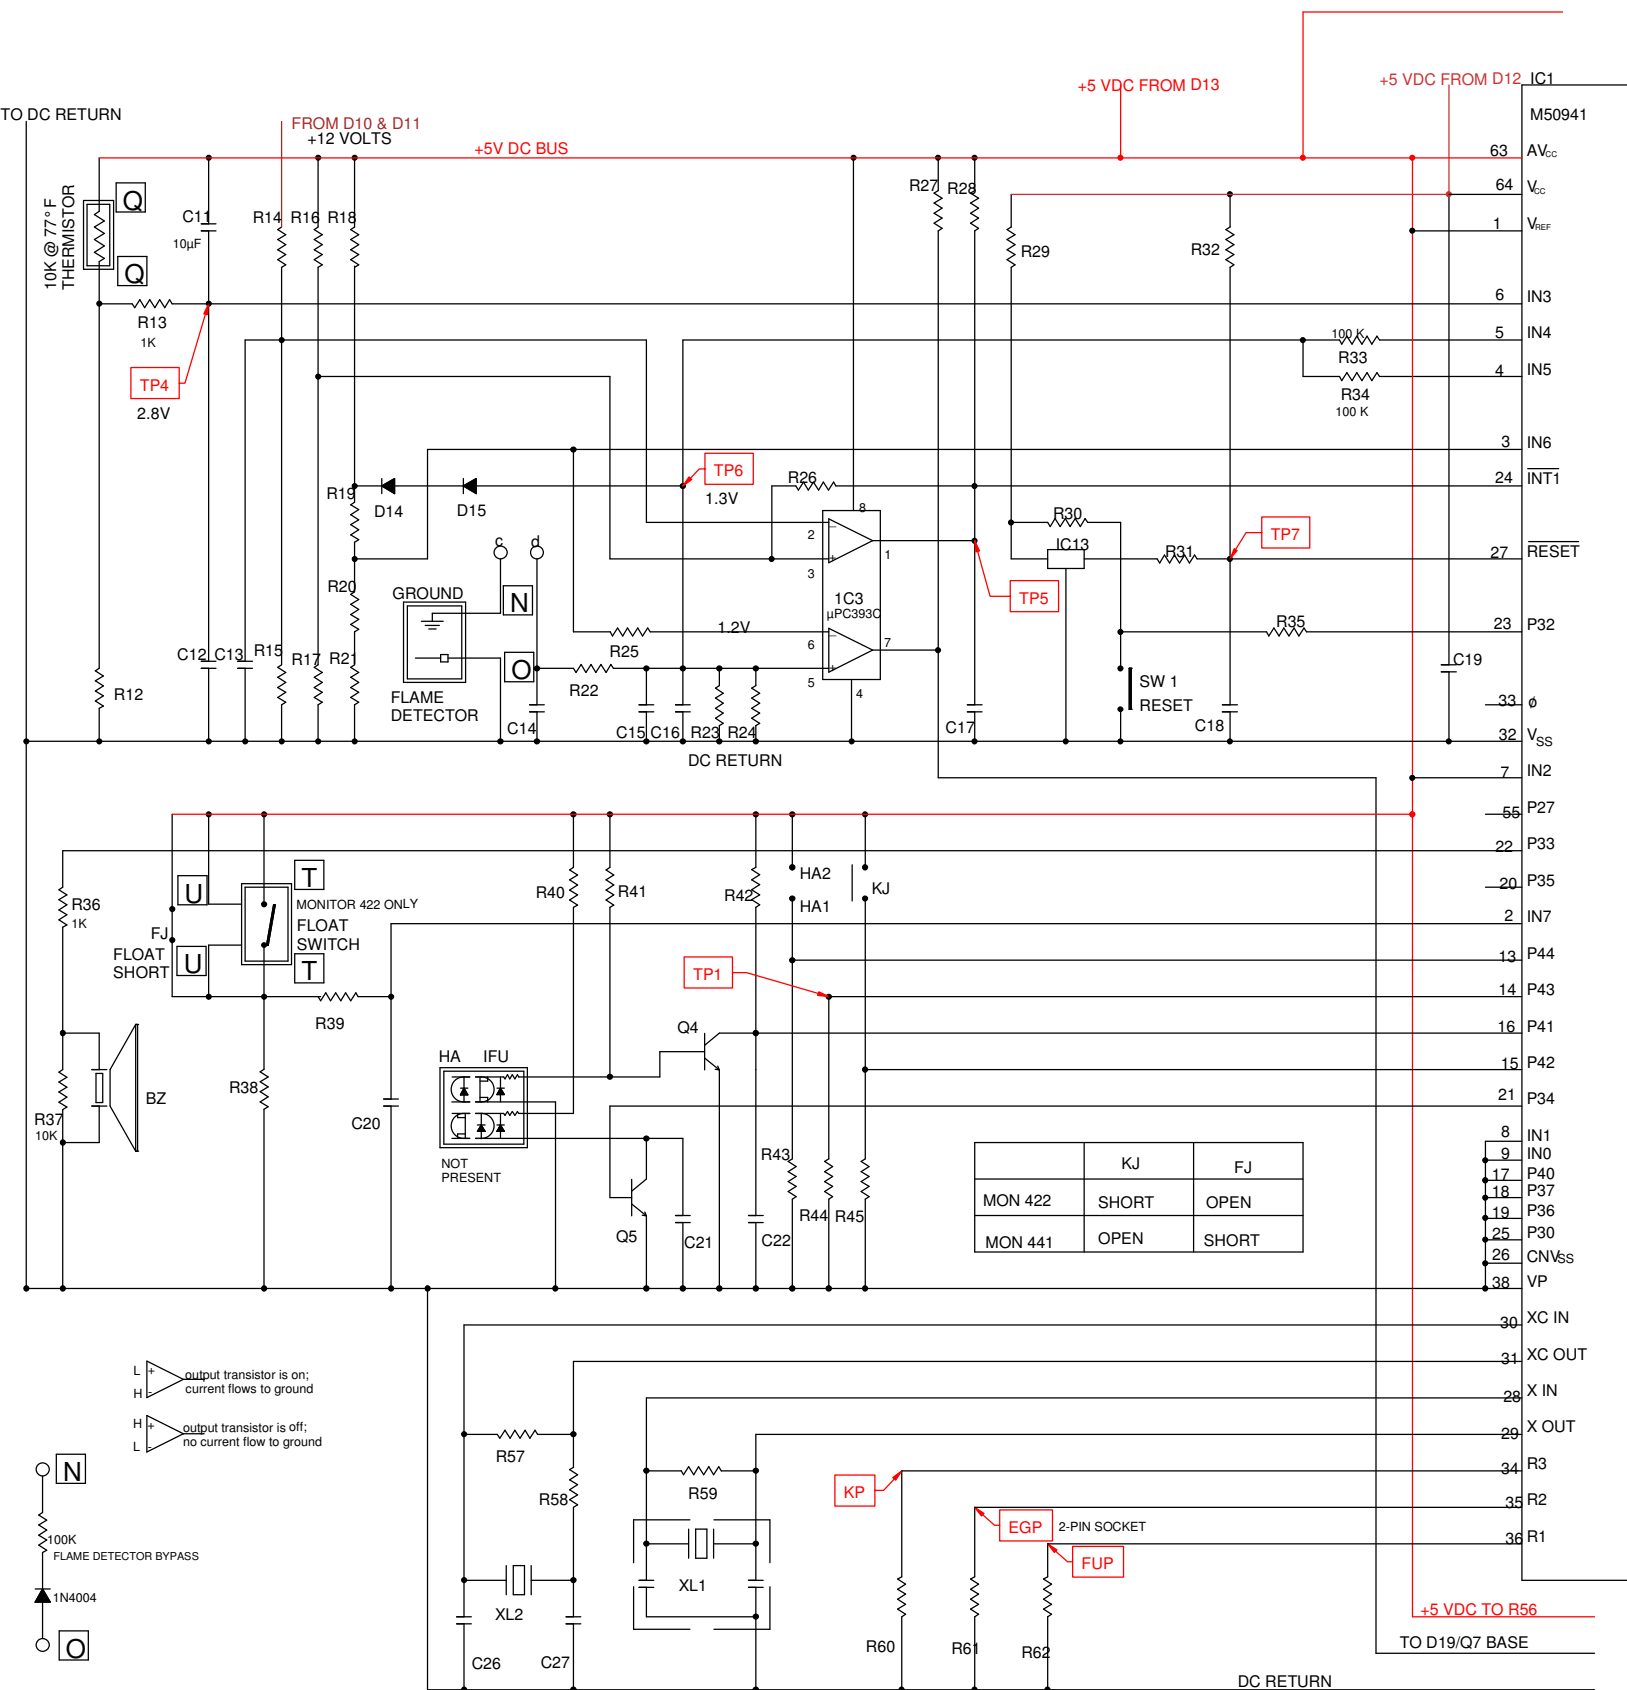 +5 VDC FROM D13
+5 VDC FROM D12
IC1
TO DC RETURN
FROM D10 & D11
+12 VOLTS
+5V DC BUS
M50941
63 AVcc
64 Vcc
1 VREF
10K @ 77° F
THERMISTOR
Q
Q
C11
10µF
R14
R16
R18
R27
R28
R29
R32
6 IN3
R13
1K
TP4
2.8V
100 K
R33
5 IN4
R34
100 K
4 IN5
3 IN6
TP6
1.3V
R26
24 INT1
R19
D14
D15
8
2
3
1
R30
IC13
R31
TP7
27 RESET
c
d
R20
GROUND
N
1C3
µPC393C
TP5
1.2V
6
7
5
4
R35
23 P32
C12
C13
R15
R17
R21
R12
R25
O
R22
FLAME
DETECTOR
C14
C15
C16
R23
R24
C17
SW 1
RESET
C18
C19
33 ø
32 VSS
DC RETURN
7 IN2
55 P27
22 P33
T
U
MONITOR 422 ONLY
R36
1K
FLOAT
SWITCH
FJ
FLOAT
SHORT
U
T
R40
R41
R42
HA2
HA1
KJ
20 P35
2 IN7
13 P44
TP1
14 P43
R39
Q4
16 P41
HA IFU
15 P42
R37
10K
BZ
R38
C20
21 P34
NOT
PRESENT
R43
R44
R45
Q5
C21
C22
KJ FJ
MON 422 SHORT OPEN
MON 441 OPEN SHORT
8 IN1
9 IN0
17 P40
18 P37
19 P36
25 P30
26 CNVSS
38 VP
30 XC IN
31 XC OUT
28 X IN
29 X OUT
34 R3
35 R2
36 R1
L +
H -
output transistor is on;
current flows to ground
H +
L -
output transistor is off;
no current flow to ground
N
100K
FLAME DETECTOR BYPASS
1N4004
O
R57
R58
XL2
C26
C27
R59
XL1
KP
EGP
2-PIN SOCKET
FUP
R60
R61
R62
+5 VDC TO R56
TO D19/Q7 BASE
DC RETURN